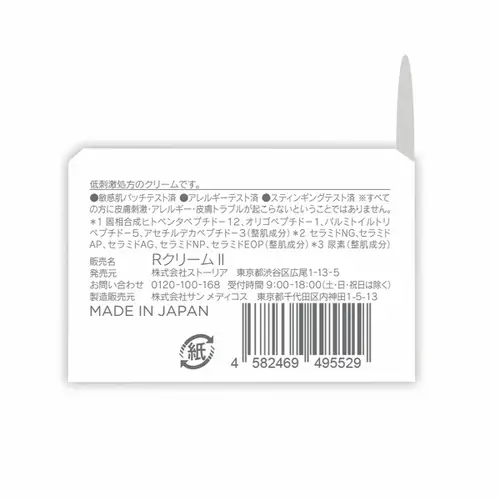 低刺激処方のクリームです。
●敏感肌パッチテスト済 ●アレルギーテスト済 ●スティンギングテスト済 ※すべて
の方に皮膚刺激・アレルギー・皮膚トラブルが起こらないということではありません。
*1 固相合成ヒトペンタペプチド-12、オリゴペプチド-1、パルミトイルトリ
ペプチド-5、アセチルデカペプチド-3(整肌成分) *2 セラミドNG、セラミド
AP、セラミドAG、セラミドNP、セラミドEOP(整肌成分) *3 尿素(整肌成分)
販売名 RクリームⅡ
発売元 株式会社ストーリア 東京都渋谷区広尾1-13-5
お問い合わせ 0120-100-168 受付時間 9:00-18:00(土・日・祝日は除く)
製造販売元 株式会社サン メディコス 東京都千代田区内神田1-5-13
MADE IN JAPAN
紙
4 582469 495529